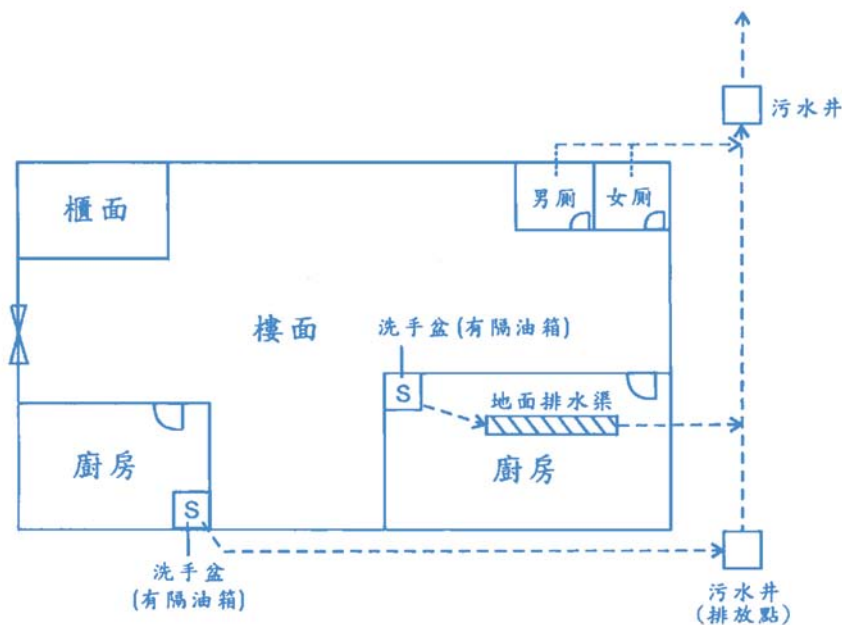 污水井
男厠
女厠
櫃面
樓面
洗手盆(有隔油箱)
S
地面排水渠
廚房
廚房
S
洗手盆
(有隔油箱)
污水井
(排放點)